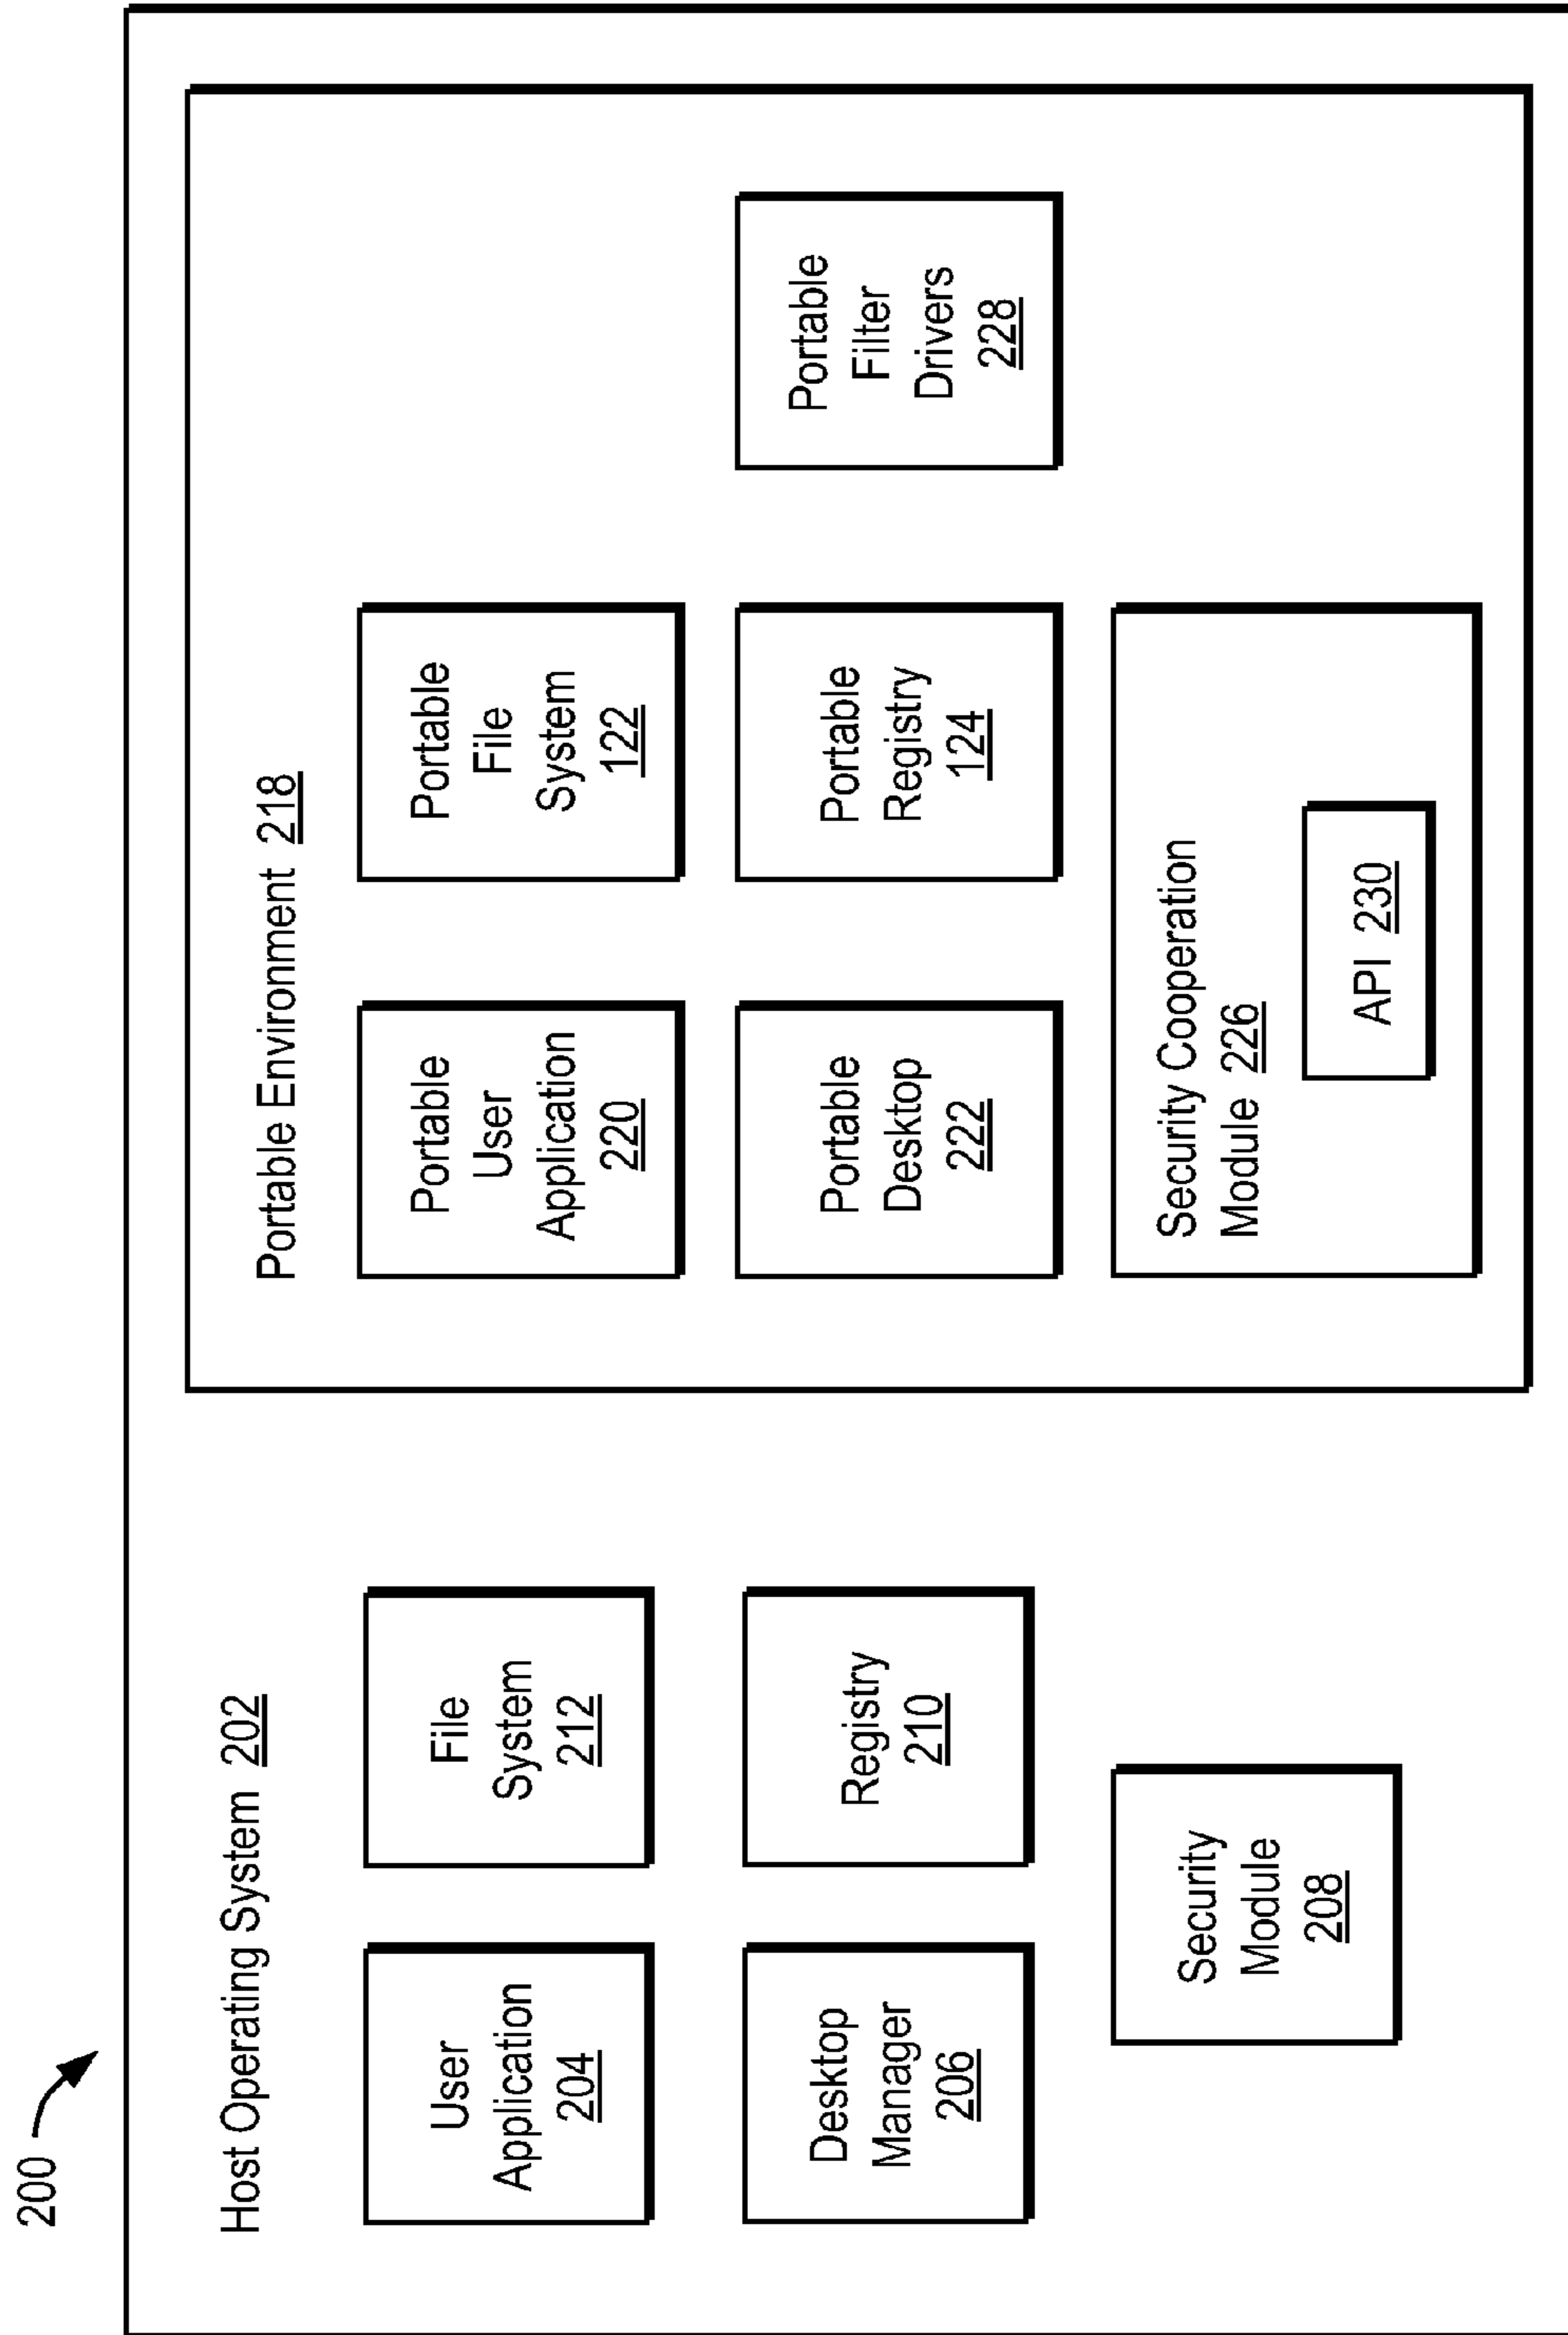 200
Host Operating System 202
User
Application
204
File
System
212
Desktop
Manager
206
Registry
210
Security
Module
208
Portable Environment 218
Portable
User
Application
220
Portable
File
System
122
Portable
Desktop
222
Portable
Registry
124
Portable
Filter
Drivers
228
Security Cooperation
Module 226
API 230